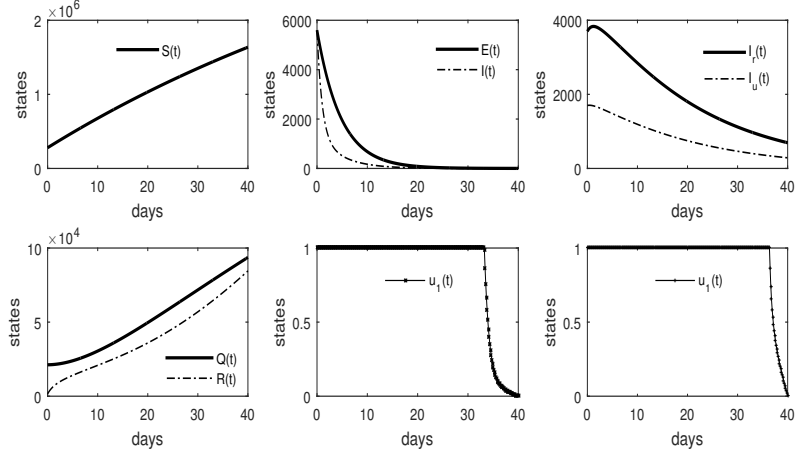 ×10^6
2
1
0
states
S(t)
0 10 20 30 40
days
6000
4000
2000
0
states
E(t)
I(t)
0 10 20 30 40
days
4000
2000
0
states
I_r(t)
I_u(t)
0 10 20 30 40
days
×10^4
10
5
0
states
Q(t)
R(t)
0 10 20 30 40
days
1
0.5
0
states
u_1(t)
0 10 20 30 40
days
1
0.5
0
states
u_1(t)
0 10 20 30 40
days